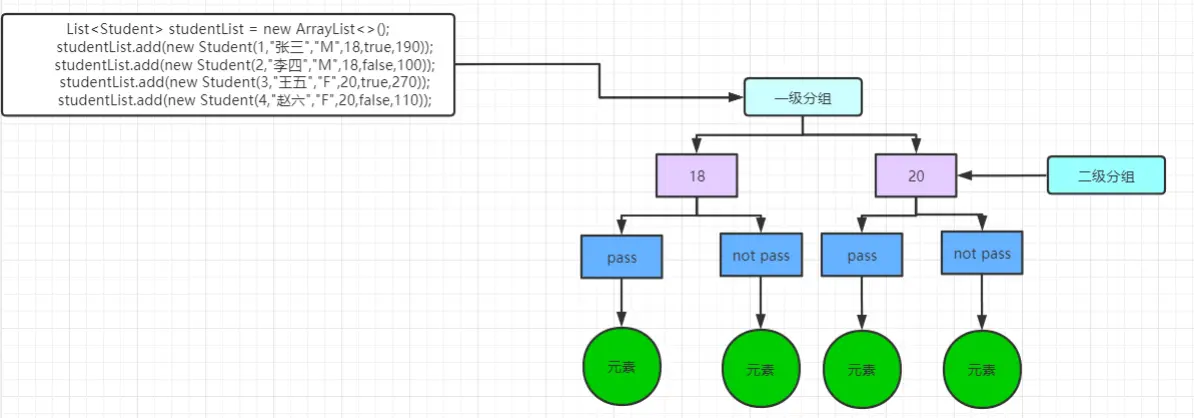 List<Student> studentList = new ArrayList<>();
studentList.add(new Student(1,"张三","M",18,true,190));
studentList.add(new Student(2,"李四","M",18,false,100));
studentList.add(new Student(3,"王五","F",20,true,270));
studentList.add(new Student(4,"赵六","F",20,false,110));
一级分组
18
20
二级分组
pass
not pass
pass
not pass
元素
元素
元素
元素